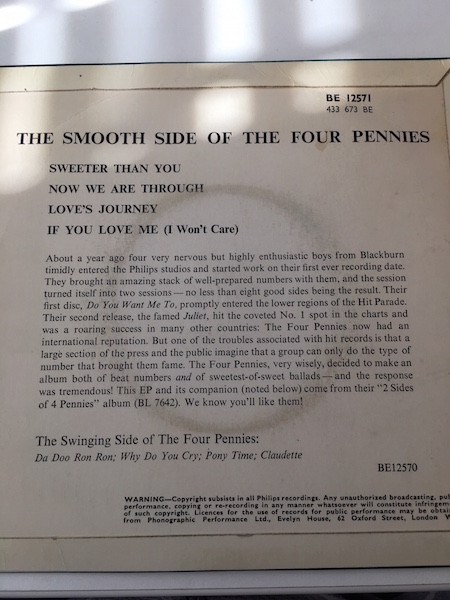 BE 12571
433 673 BE
THE SMOOTH SIDE OF THE FOUR PENNIES
SWEETER THAN YOU
NOW WE ARE THROUGH
LOVE'S JOURNEY
IF YOU LOVE ME (I Won't Care)
About a year ago four very nervous but highly enthusiastic boys from Blackburn
timidly entered the Philips studios and started work on their first ever recording date.
They brought an amazing stack of well-prepared numbers with them, and the session
turned itself into two sessions—no less than eight good sides being the result. Their
first disc, Do You Want Me To, promptly entered the lower regions of the Hit Parade.
Their second release, the famed Juliet, hit the coveted No. 1 spot in the charts and
was a roaring success in many other countries: The Four Pennies now had an
international reputation. But one of the troubles associated with hit records is that a
large section of the press and the public imagine that a group can only do the type of
number that brought them fame. The Four Pennies, very wisely, decided to make an
album both of beat numbers and of sweetest-of-sweet ballads—and the response
was tremendous! This EP and its companion (noted below) come from their "2 Sides
of 4 Pennies" album (BL 7642). We know you'll like them!
The Swinging Side of The Four Pennies:
Da Doo Ron Ron; Why Do You Cry; Pony Time; Claudette
BE12570
WARNING—Copyright subsists in all Philips recordings. Any unauthorized broadcasting, pu
performance, copying or re-recording in any manner whatsoever will constitute infringem
of such copyright. Licences for the use of records for public performance may be obtai
from Phonographic Performance Ltd., Evelyn House, 62 Oxford Street, London